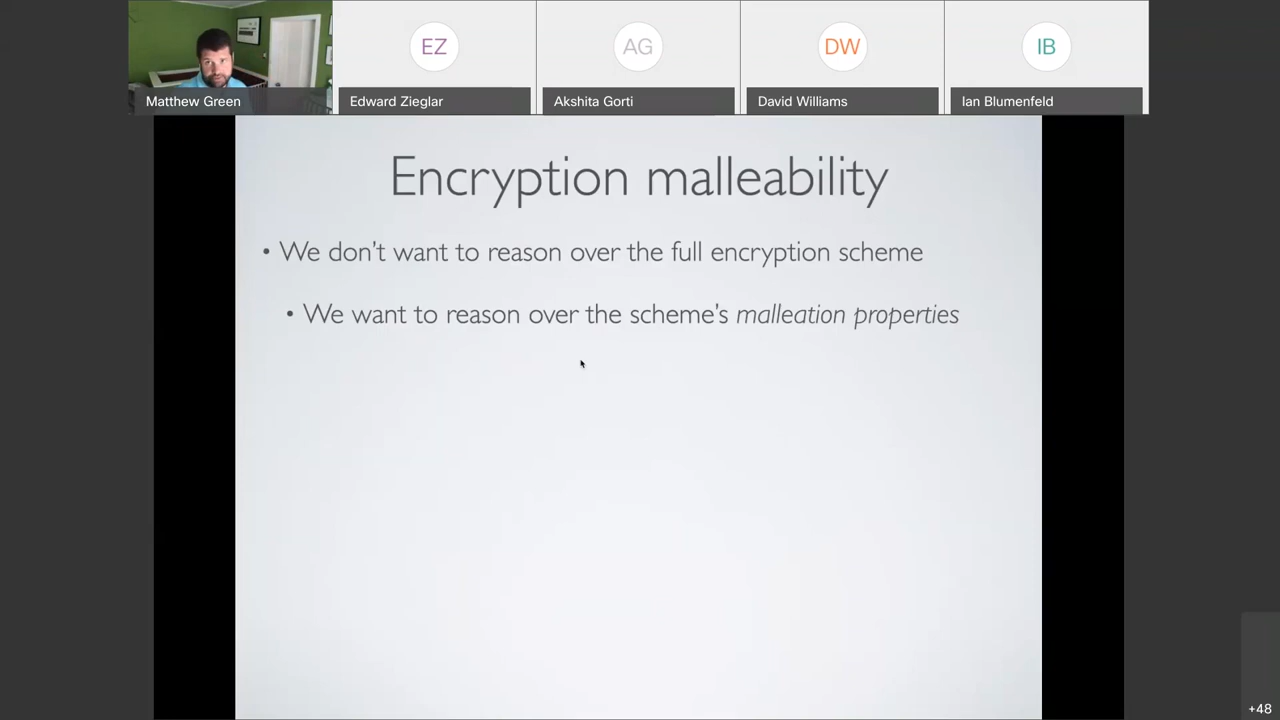 EZ
AG
DW
IB
Matthew Green
Edward Zieglar
Akshita Gorti
David Williams
Ian Blumenfeld
Encryption malleability
• We don't want to reason over the full encryption scheme
• We want to reason over the scheme's malleation properties
+48